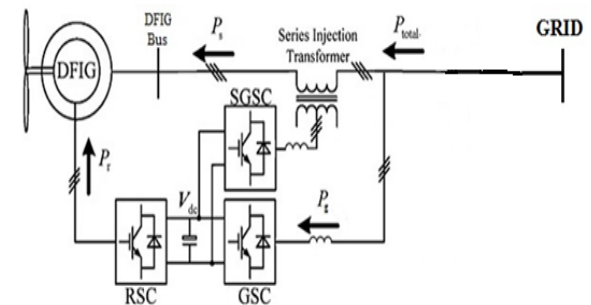 DFIG
Bus
Ps
Series Injection
Transformer
Ptotal.
GRID
DFIG
SGSC
Pr
Vdc
Pg
RSC
GSC